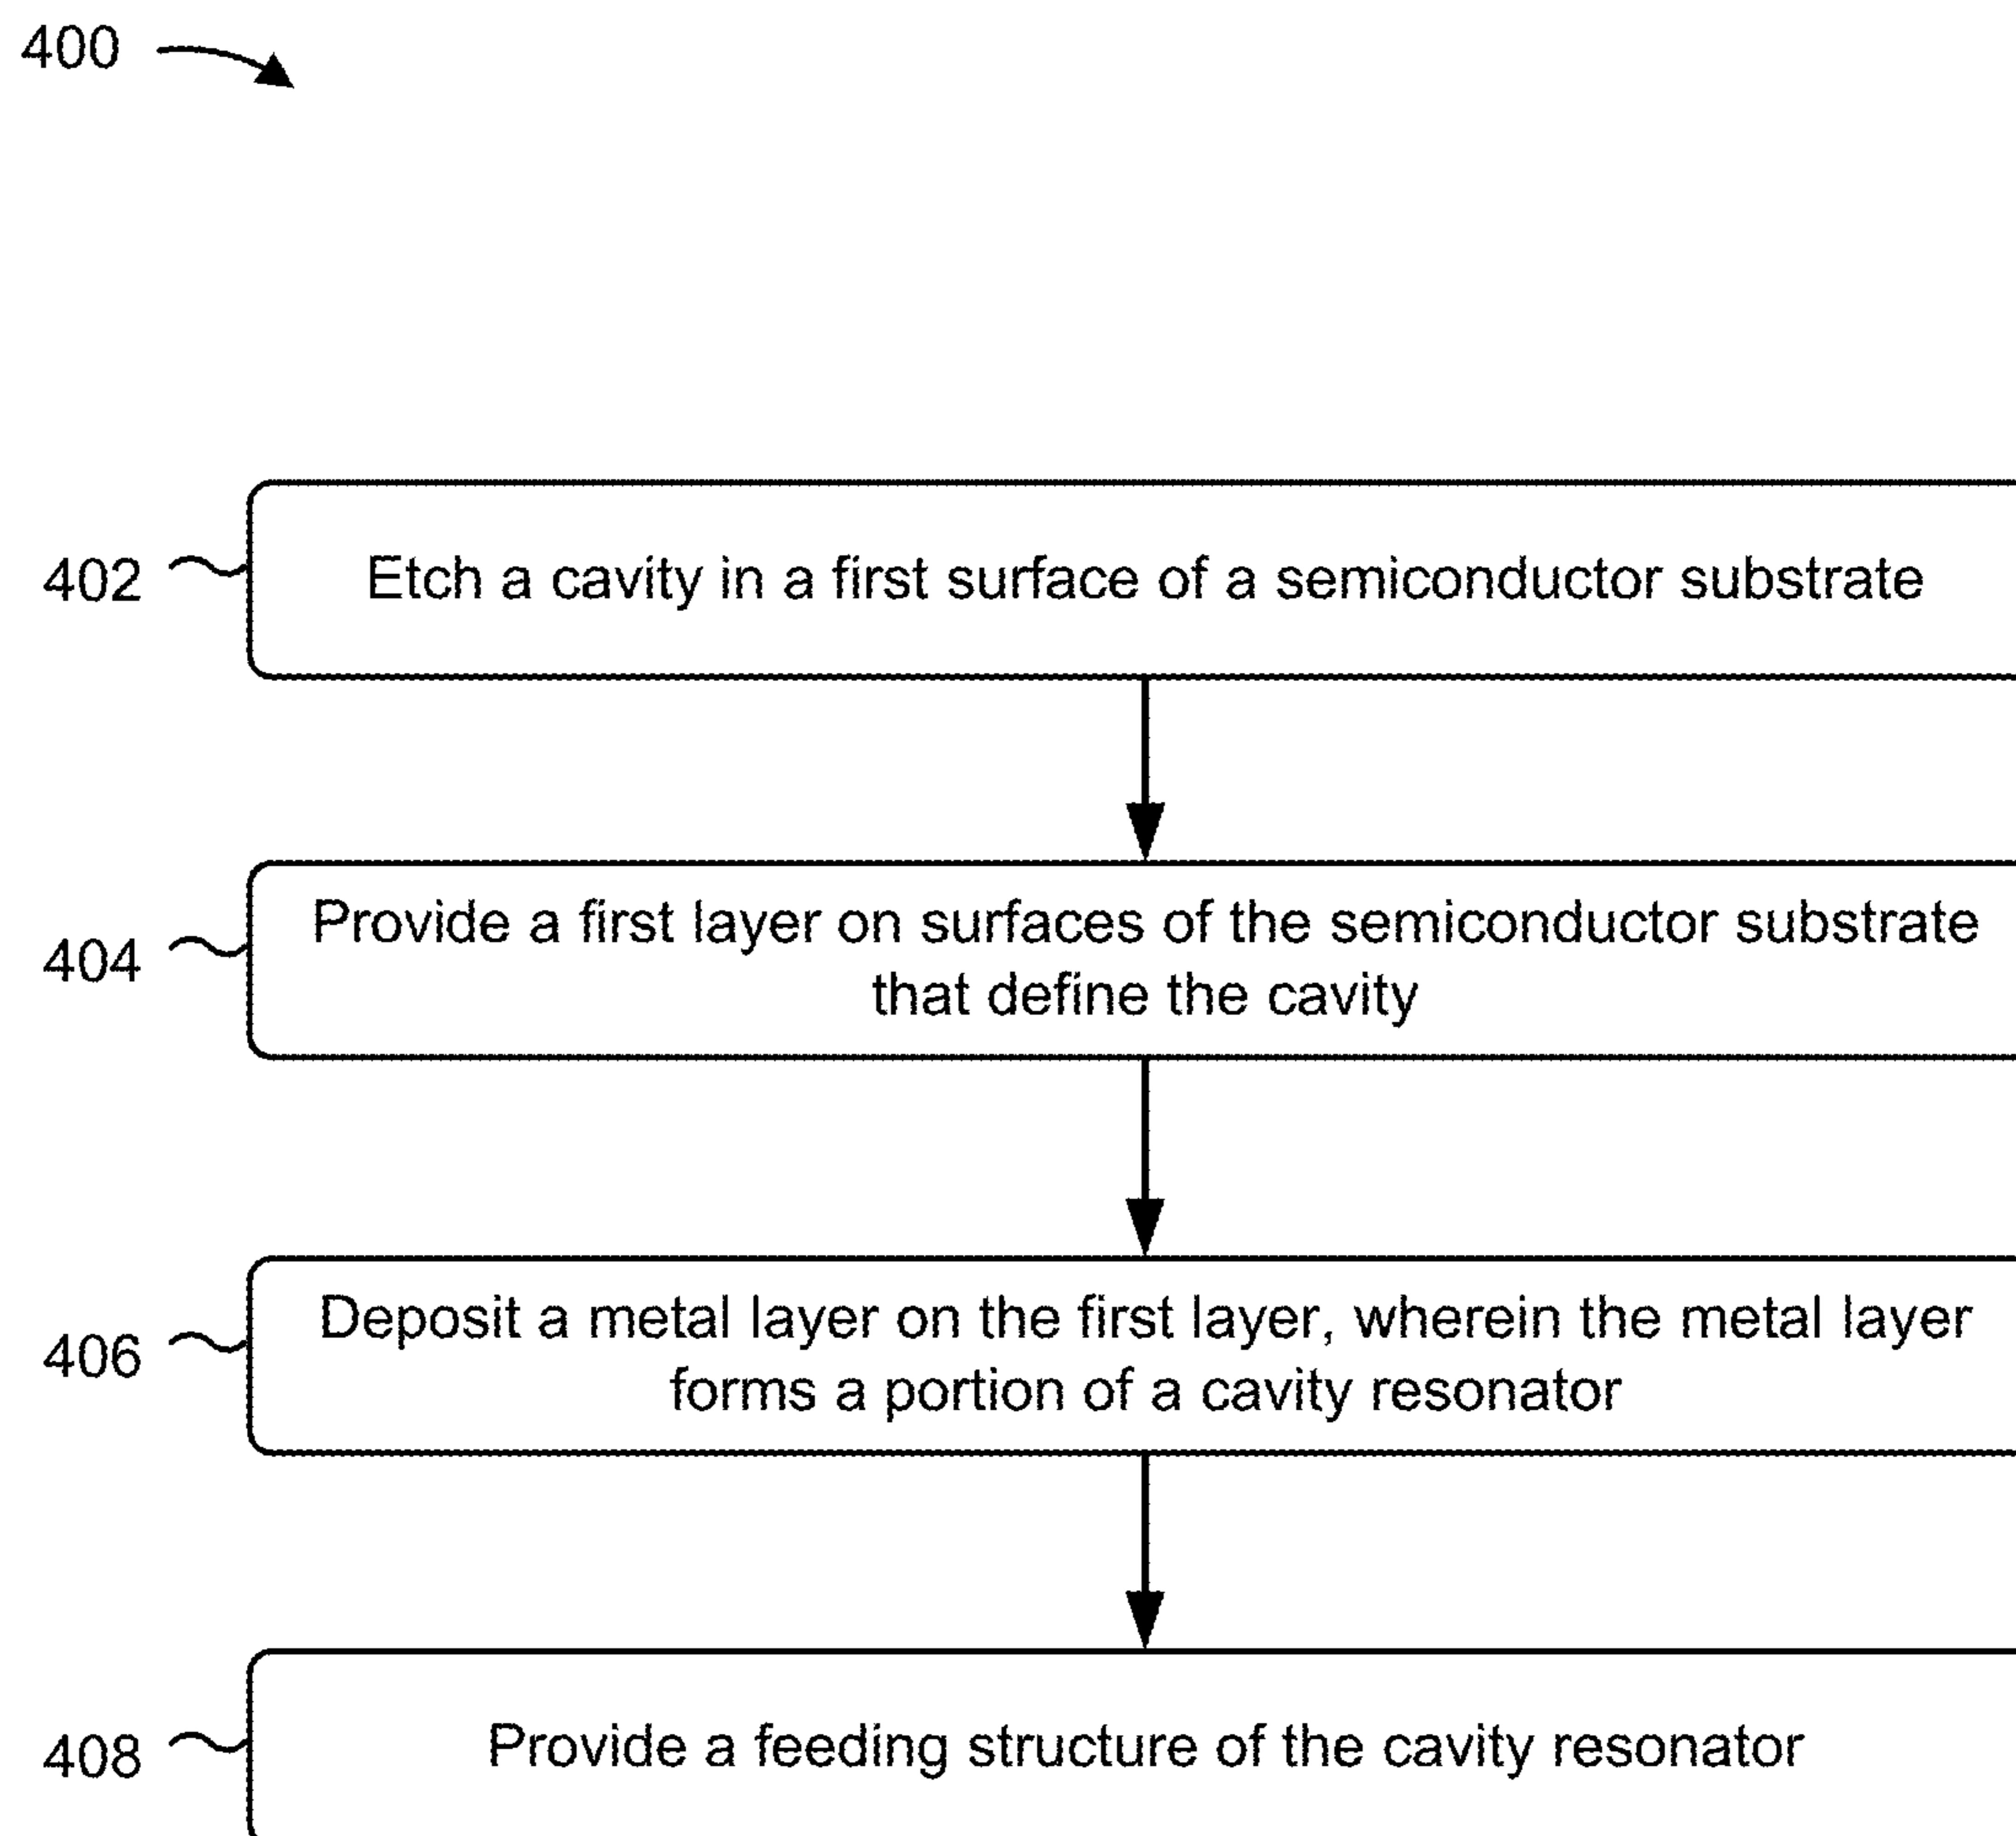 400
402
Etch a cavity in a first surface of a semiconductor substrate
404
Provide a first layer on surfaces of the semiconductor substrate
that define the cavity
406
Deposit a metal layer on the first layer, wherein the metal layer
forms a portion of a cavity resonator
408
Provide a feeding structure of the cavity resonator